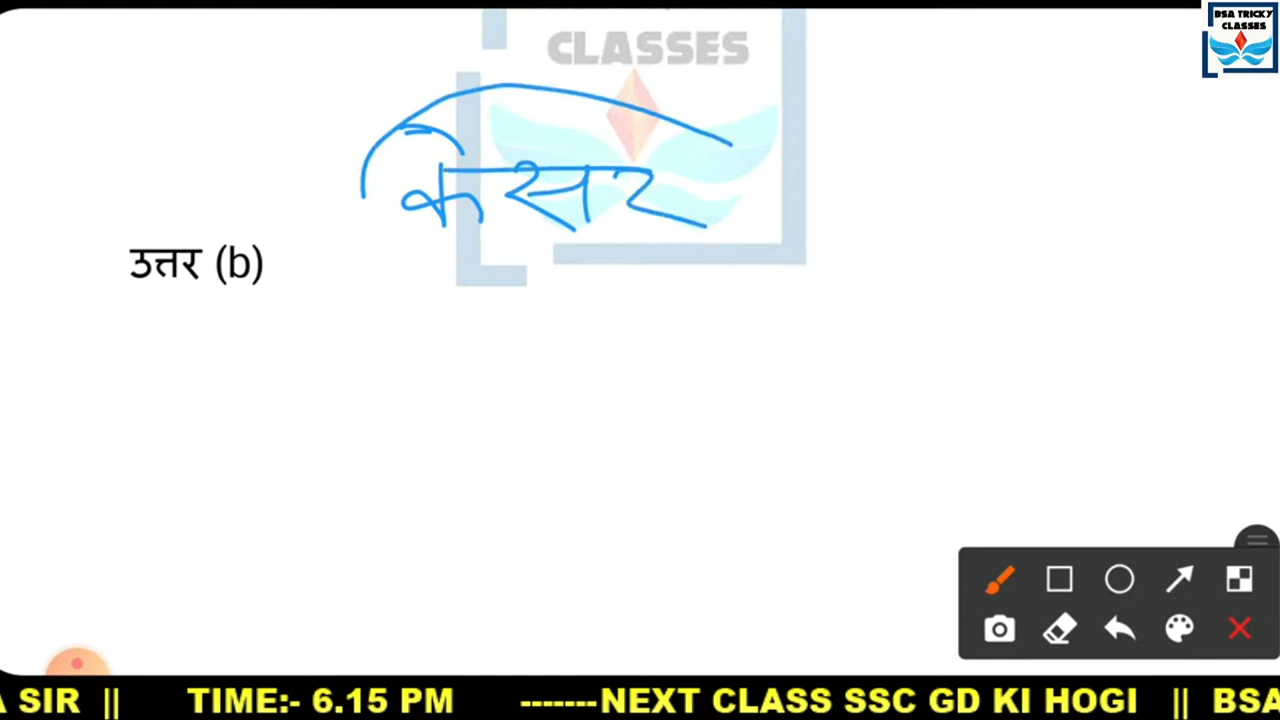 BSA TRICKY
CLASSES
CLASSES
केसर
उत्तर (b)
A SIR || TIME:- 6.15 PM -------NEXT CLASS SSC GD KI HOGI || BSA